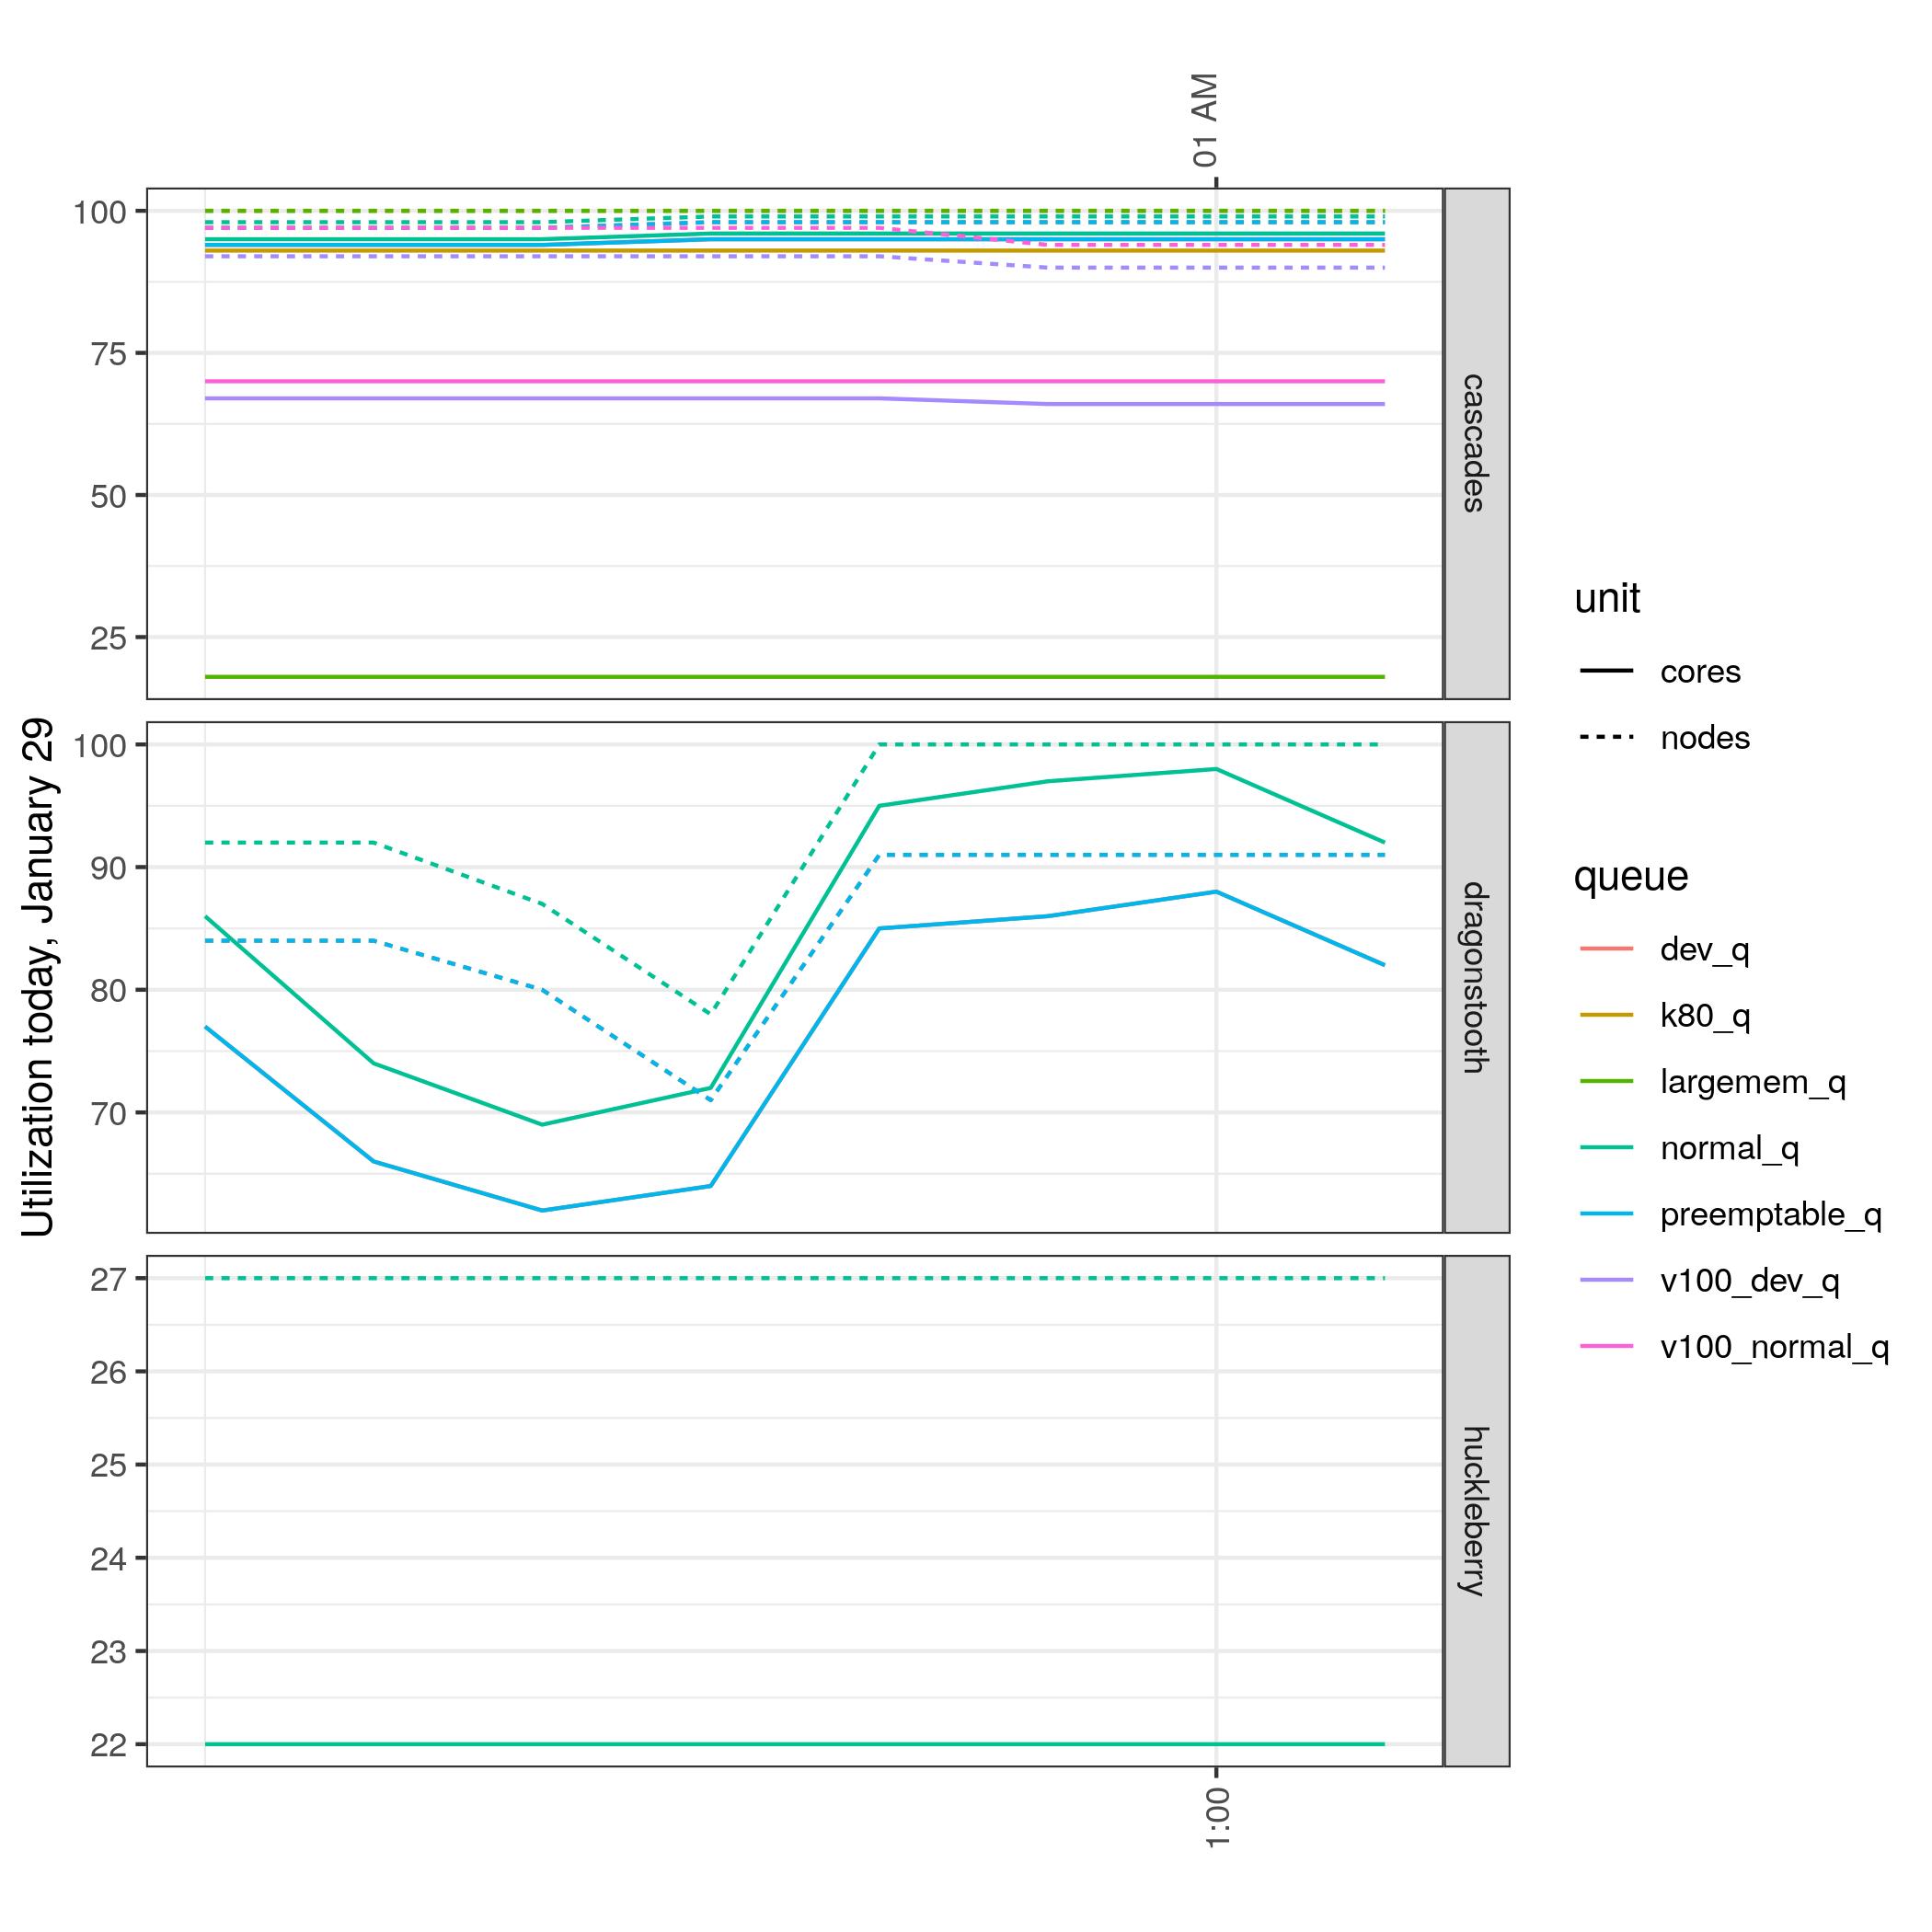 01 AM
Utilization today, January 29
100
75
50
25
cascades
100
90
80
70
dragonstooth
27
26
25
24
23
22
huckleberry
1:00
unit
cores
nodes
queue
dev_q
k80_q
largemem_q
normal_q
preemptable_q
v100_dev_q
v100_normal_q